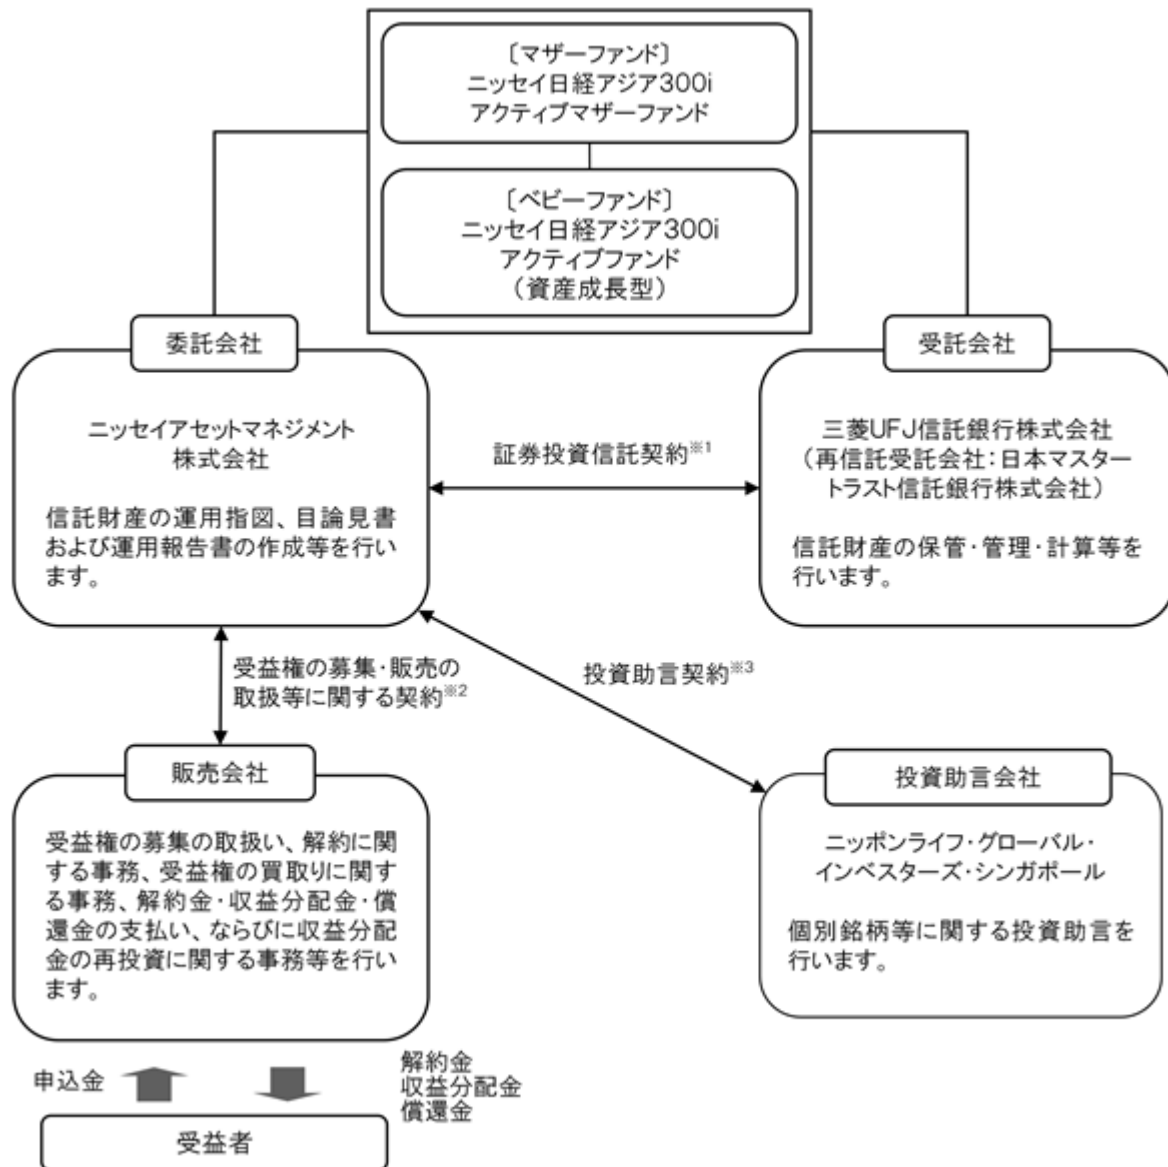 〔マザーファンド〕
ニッセイ日経アジア300i
アクティブマザーファンド
〔ベビーファンド〕
ニッセイ日経アジア300i
アクティブファンド
（資産成長型）
委託会社
ニッセイアセットマネジメント
株式会社
信託財産の運用指図、目論見書
および運用報告書の作成等を行い
ます。
証券投資信託契約※1
受託会社
三菱UFJ信託銀行株式会社
（再信託受託会社：日本マスター
トラスト信託銀行株式会社）
信託財産の保管・管理・計算等を
行います。
受益権の募集・販売の
取扱等に関する契約※2
投資助言契約※3
販売会社
受益権の募集の取扱い、解約に関
する事務、受益権の買取りに関す
る事務、解約金・収益分配金・償
還金の支払い、ならびに収益分配
金の再投資に関する事務等を行い
ます。
投資助言会社
ニッポンライフ・グローバル・
インベスターズ・シンガポール
個別銘柄等に関する投資助言を
行います。
申込金
解約金
収益分配金
償還金
受益者